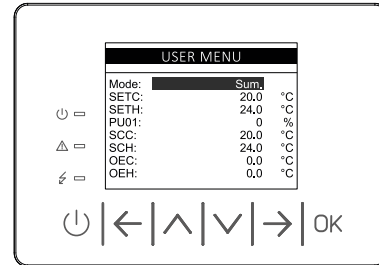 USER MENU
Mode: Sum.
SETC: 20.0 °C
SETH: 24.0 °C
PU01: 0 %
SCC: 20.0 °C
SCH: 24.0 °C
OEC: 0.0 °C
OEH: 0.0 °C
OK